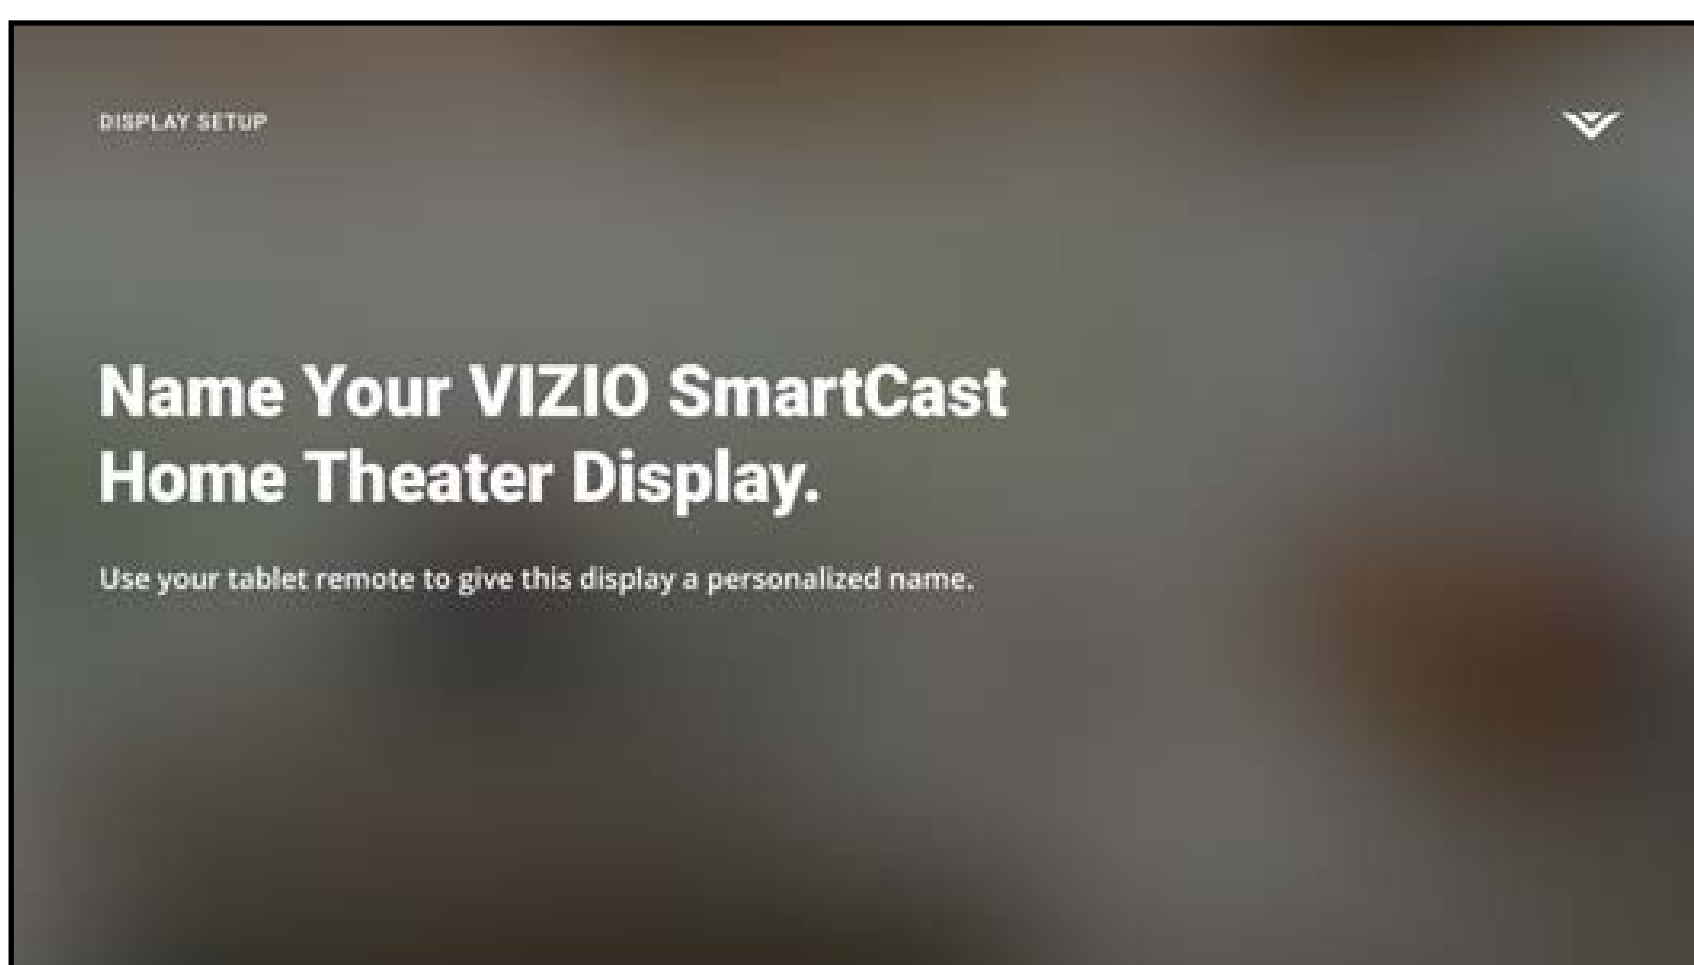 DISPLAY SETUP
Name Your VIZIO SmartCast
Home Theater Display.
Use your tablet remote to give this display a personalized name.